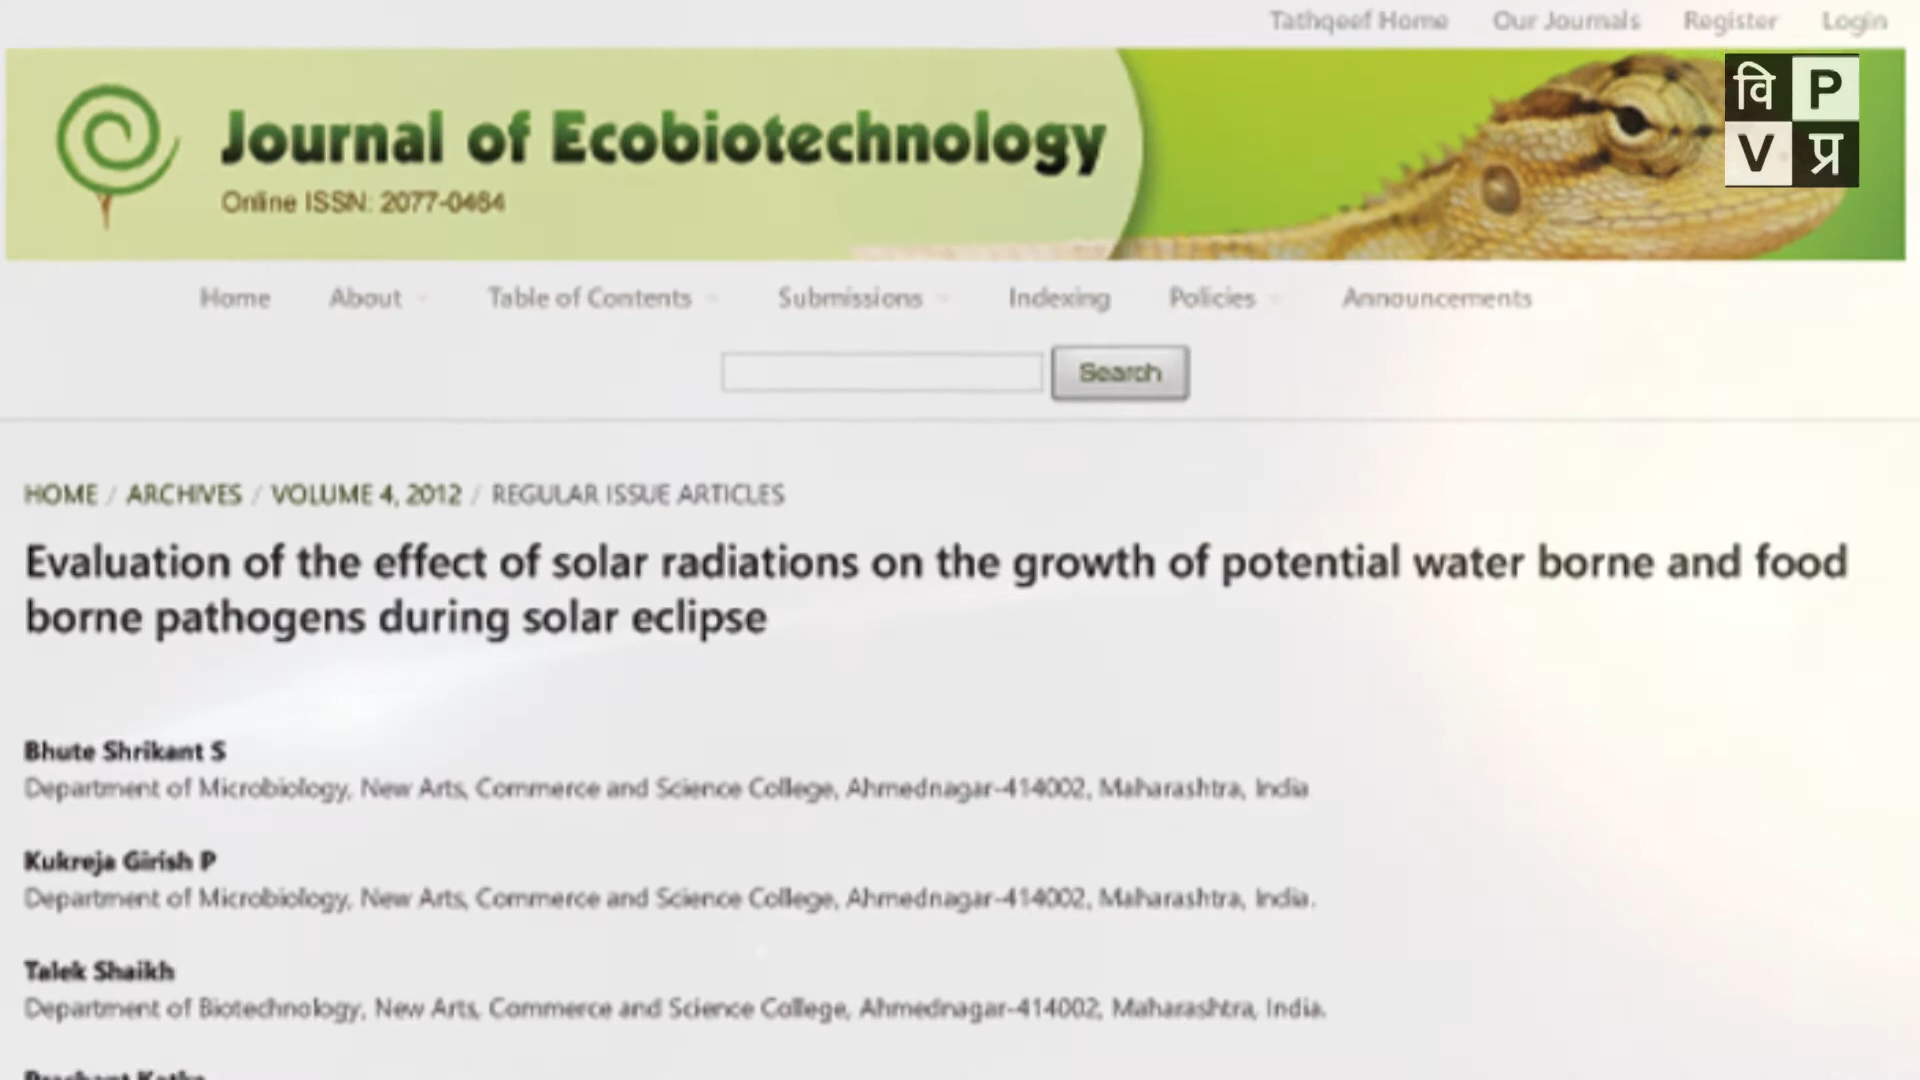 Tathqeef Home Our Journals Register Login
Journal of Ecobiotechnology
Online ISSN: 2077-0464
वि P
V प्र
Home About Table of Contents Submissions Indexing Policies Announcements
Search
HOME / ARCHIVES / VOLUME 4, 2012 / REGULAR ISSUE ARTICLES
Evaluation of the effect of solar radiations on the growth of potential water borne and food
borne pathogens during solar eclipse
Bhute Shrikant S
Department of Microbiology, New Arts, Commerce and Science College, Ahmednagar-414002, Maharashtra, India
Kukreja Girish P
Department of Microbiology, New Arts, Commerce and Science College, Ahmednagar-414002, Maharashtra, India.
Talek Shaikh
Department of Biotechnology, New Arts, Commerce and Science College, Ahmednagar-414002, Maharashtra, India.